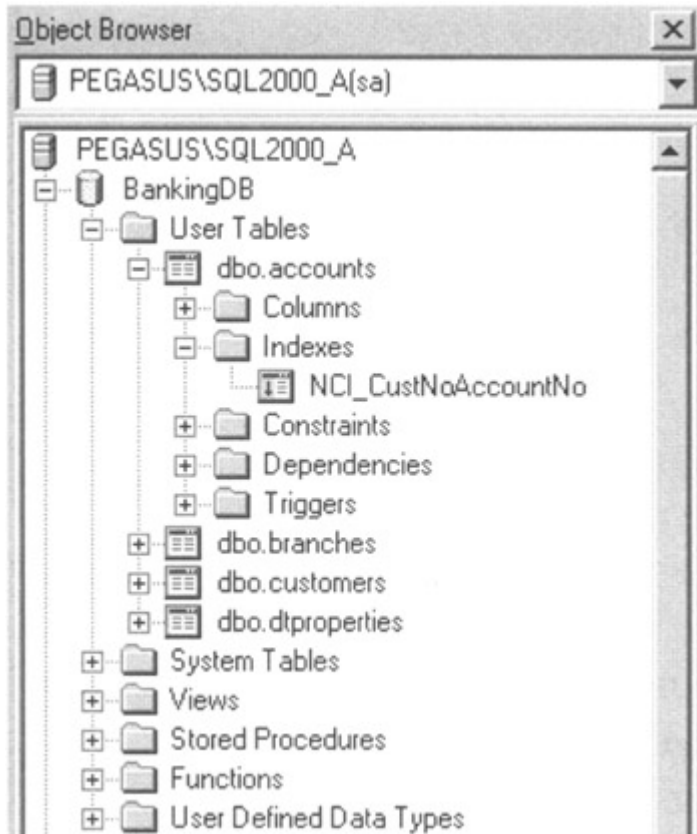 Object Browser
PEGASUS\SQL2000_A(sa)
PEGASUS\SQL2000_A
BankingDB
User Tables
dbo.accounts
Columns
Indexes
NCI_CustNoAccountNo
Constraints
Dependencies
Triggers
dbo.branches
dbo.customers
dbo.dtproperties
System Tables
Views
Stored Procedures
Functions
User Defined Data Types